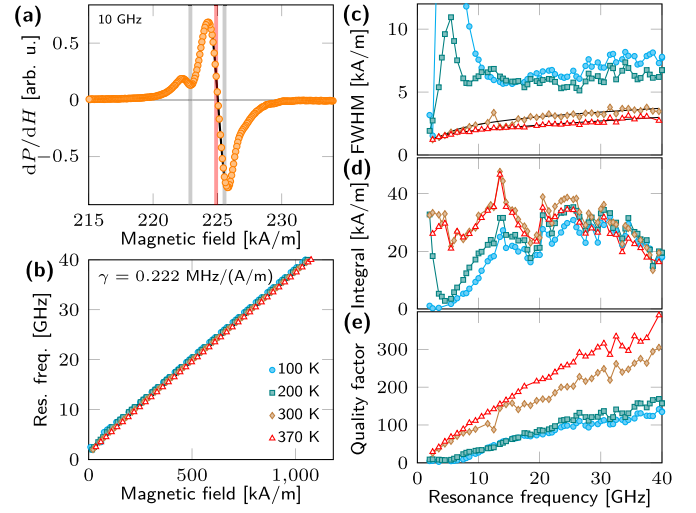 (a)
10 GHz
dP/dH [arb. u.]
0.5
0
−0.5
215
220
225
230
Magnetic field [kA/m]
(b)
γ = 0.222 MHz/(A/m)
Res. freq. [GHz]
40
30
20
10
0
100 K
200 K
300 K
370 K
0
500
1,000
Magnetic field [kA/m]
(c)
FWHM [kA/m]
10
5
0
(d)
Integral [kA/m]
40
20
0
(e)
Quality factor
300
200
100
0
0
10
20
30
40
Resonance frequency [GHz]